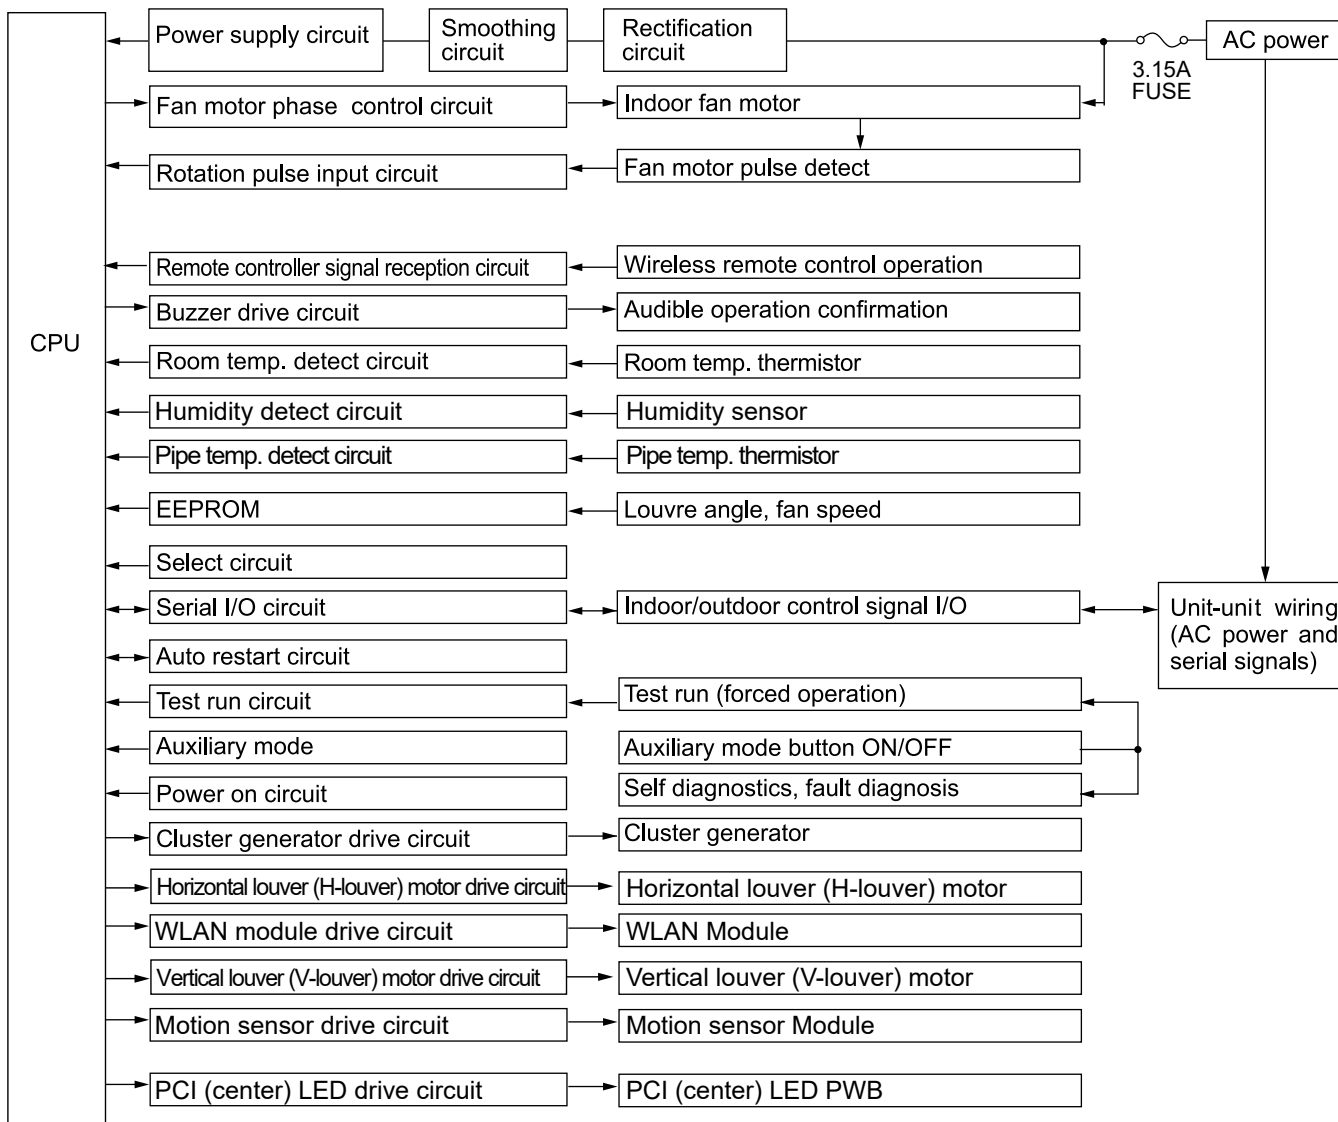 Power supply circuit
Smoothing
circuit
Rectification
circuit
AC power
3.15A
FUSE
Fan motor phase control circuit
Indoor fan motor
Rotation pulse input circuit
Fan motor pulse detect
Remote controller signal reception circuit
Wireless remote control operation
Buzzer drive circuit
Audible operation confirmation
CPU
Room temp. detect circuit
Room temp. thermistor
Humidity detect circuit
Humidity sensor
Pipe temp. detect circuit
Pipe temp. thermistor
EEPROM
Louvre angle, fan speed
Select circuit
Serial I/O circuit
Indoor/outdoor control signal I/O
Unit-unit wiring
(AC power and
serial signals)
Auto restart circuit
Test run circuit
Test run (forced operation)
Auxiliary mode
Auxiliary mode button ON/OFF
Power on circuit
Self diagnostics, fault diagnosis
Cluster generator drive circuit
Cluster generator
Horizontal louver (H-louver) motor drive circuit
Horizontal louver (H-louver) motor
WLAN module drive circuit
WLAN Module
Vertical louver (V-louver) motor drive circuit
Vertical louver (V-louver) motor
Motion sensor drive circuit
Motion sensor Module
PCI (center) LED drive circuit
PCI (center) LED PWB